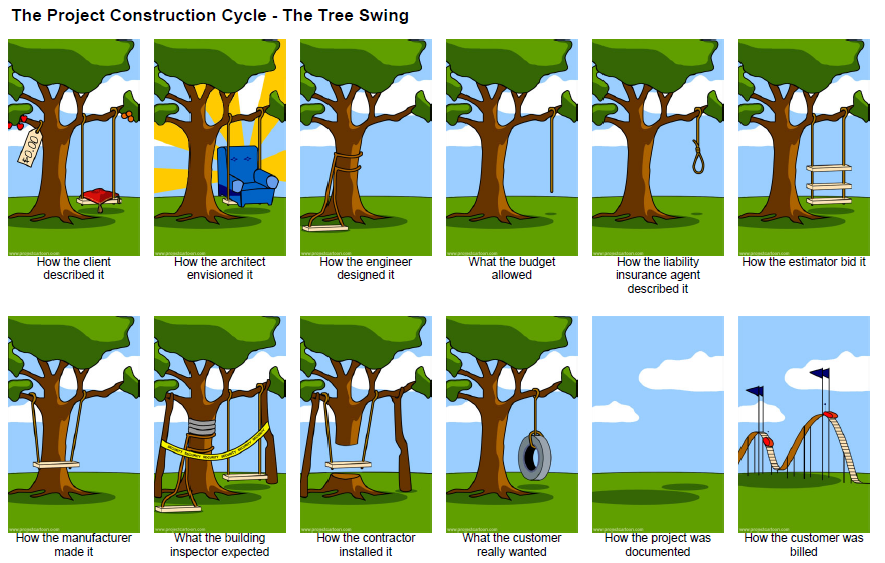 The Project Construction Cycle - The Tree Swing
www.projectcartoon.com
www.projectcartoon.com
www.projectcartoon.com
www.projectcartoon.com
www.projectcartoon.com
www.projectcartoon.com
How the client
described it
How the architect
envisioned it
How the engineer
designed it
What the budget
allowed
How the liability
insurance agent
described it
How the estimator bid it
SECURITY SECURITY SECURITY SECURITY SECURITY
www.projectcartoon.com
www.projectcartoon.com
www.projectcartoon.com
www.projectcartoon.com
www.projectcartoon.com
www.projectcartoon.com
How the manufacturer
made it
What the building
inspector expected
How the contractor
installed it
What the customer
really wanted
How the project was
documented
How the customer was
billed